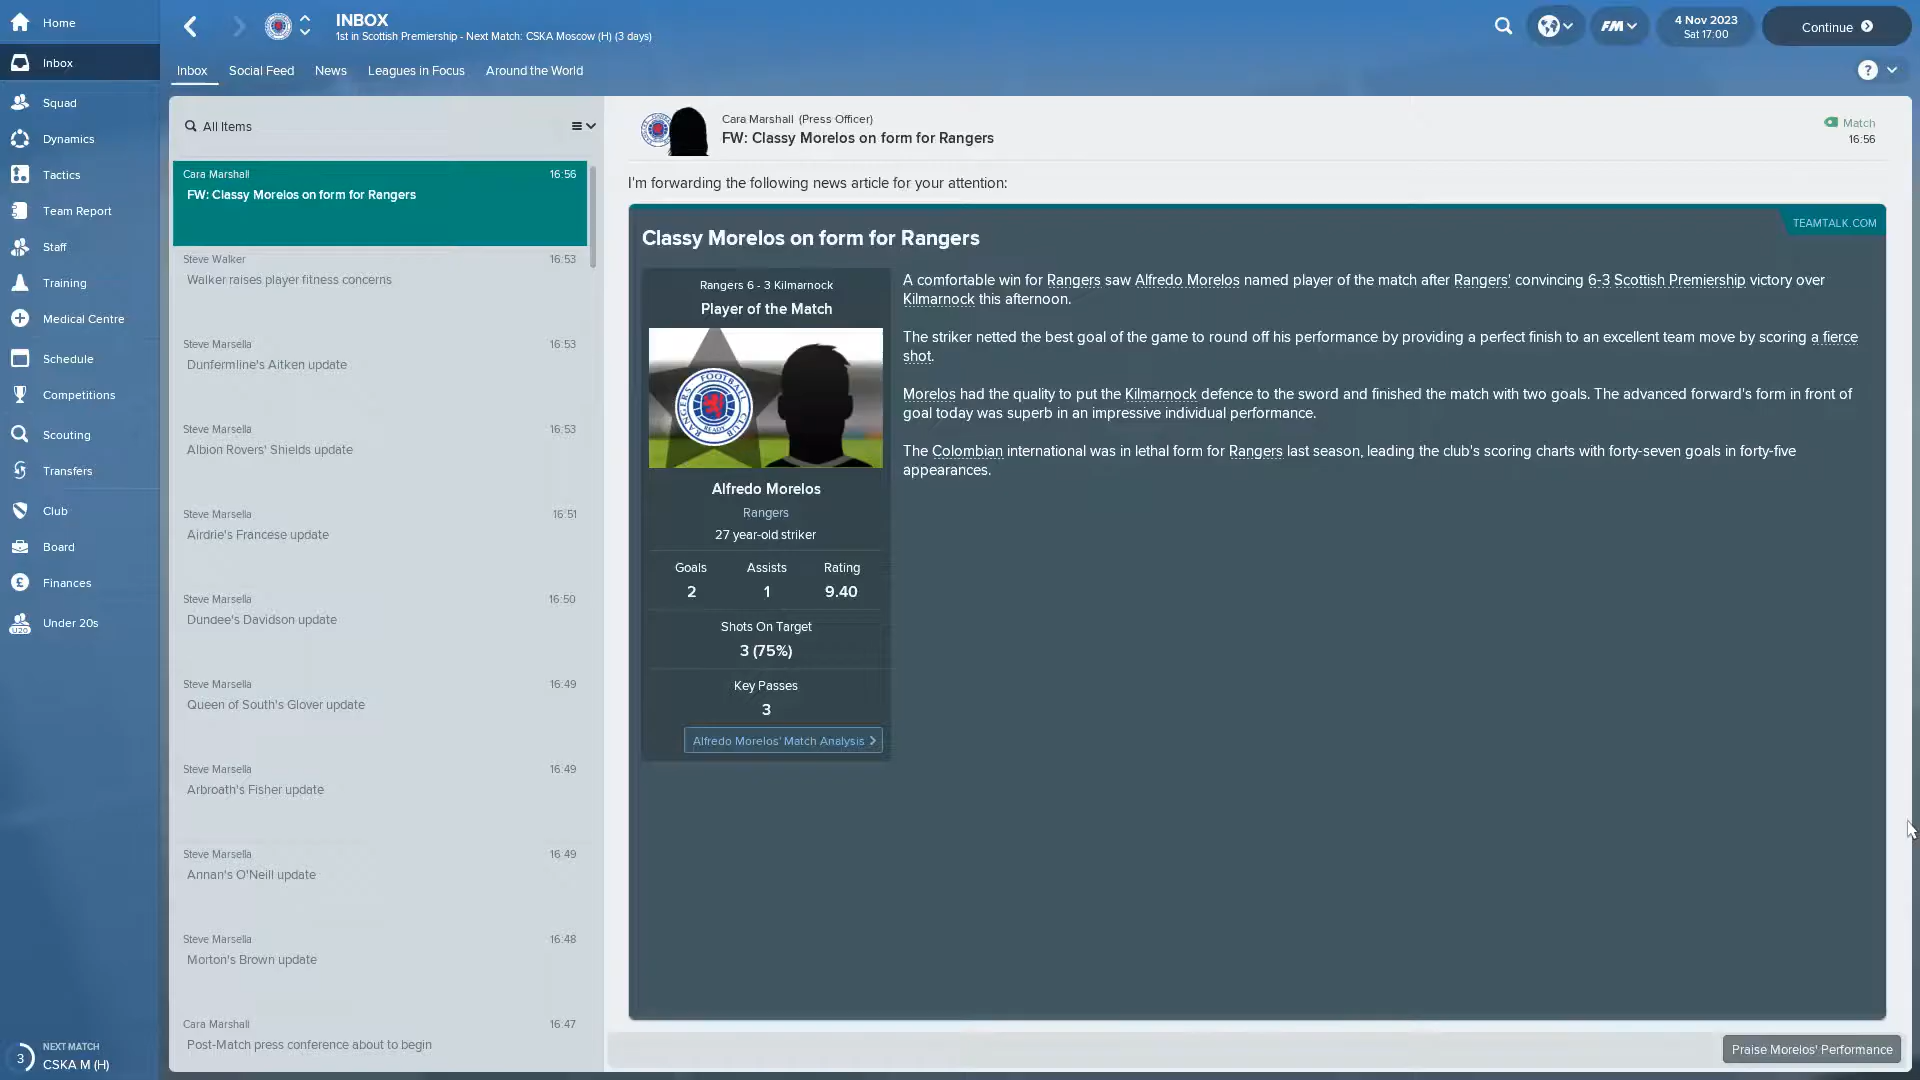 Home
Inbox
Squad
Dynamics
Tactics
Team Report
Staff
Training
Medical Centre
Schedule
Competitions
Scouting
Transfers
Club
Board
Finances
U20
Under 20s
3
NEXT MATCH
CSKA M (H)
INBOX
1st in Scottish Premiership - Next Match: CSKA Moscow (H) (3 days)
FM
4 Nov 2023
Sat 17:00
Continue
Inbox
Social Feed
News
Leagues in Focus
Around the World
?
All Items
Cara Marshall 16:56
FW: Classy Morelos on form for Rangers
Steve Walker 16:53
Walker raises player fitness concerns
Steve Marsella 16:53
Dunfermline's Aitken update
Steve Marsella 16:53
Albion Rovers' Shields update
Steve Marsella 16:51
Airdrie's Francese update
Steve Marsella 16:50
Dundee's Davidson update
Steve Marsella 16:49
Queen of South's Glover update
Steve Marsella 16:49
Arbroath's Fisher update
Steve Marsella 16:49
Annan's O'Neill update
Steve Marsella 16:48
Morton's Brown update
Cara Marshall 16:47
Post-Match press conference about to begin
Cara Marshall (Press Officer)
FW: Classy Morelos on form for Rangers
Match
16:56
I'm forwarding the following news article for your attention:
TEAMTALK.COM
Classy Morelos on form for Rangers
Rangers 6 - 3 Kilmarnock
Player of the Match
RANGERS FOOTBALL CLUB
READY
Alfredo Morelos
Rangers
27 year-old striker
Goals Assists Rating
2 1 9.40
Shots On Target
3 (75%)
Key Passes
3
Alfredo Morelos' Match Analysis
A comfortable win for Rangers saw Alfredo Morelos named player of the match after Rangers' convincing 6-3 Scottish Premiership victory over
Kilmarnock this afternoon.
The striker netted the best goal of the game to round off his performance by providing a perfect finish to an excellent team move by scoring a fierce
shot.
Morelos had the quality to put the Kilmarnock defence to the sword and finished the match with two goals. The advanced forward's form in front of
goal today was superb in an impressive individual performance.
The Colombian international was in lethal form for Rangers last season, leading the club's scoring charts with forty-seven goals in forty-five
appearances.
Praise Morelos' Performance